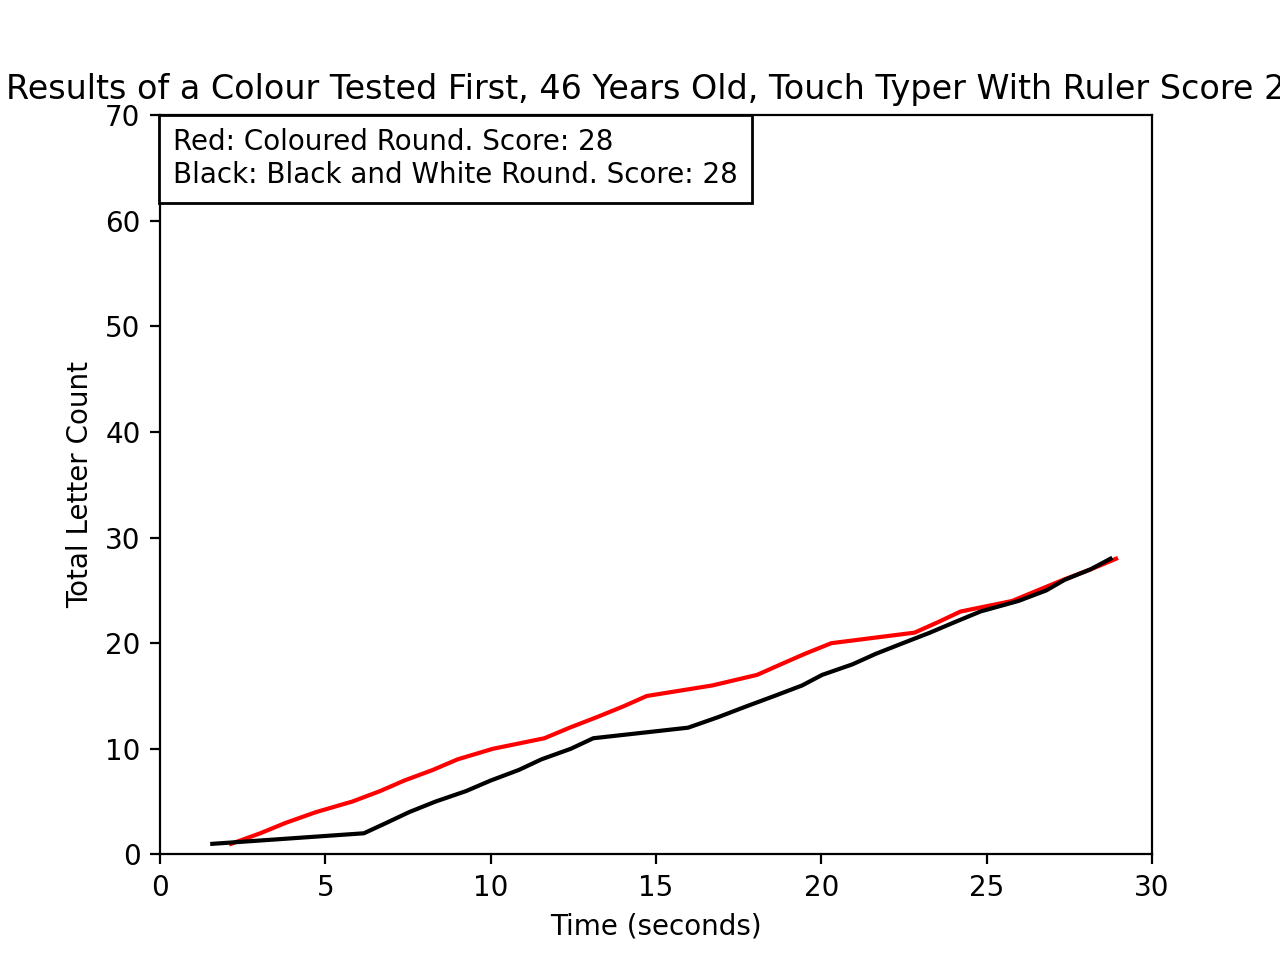 Results of a Colour Tested First, 46 Years Old, Touch Typer With Ruler Score 2
Red: Coloured Round. Score: 28
Black: Black and White Round. Score: 28
70
60
50
40
30
20
10
0
Total Letter Count
0 5 10 15 20 25 30
Time (seconds)